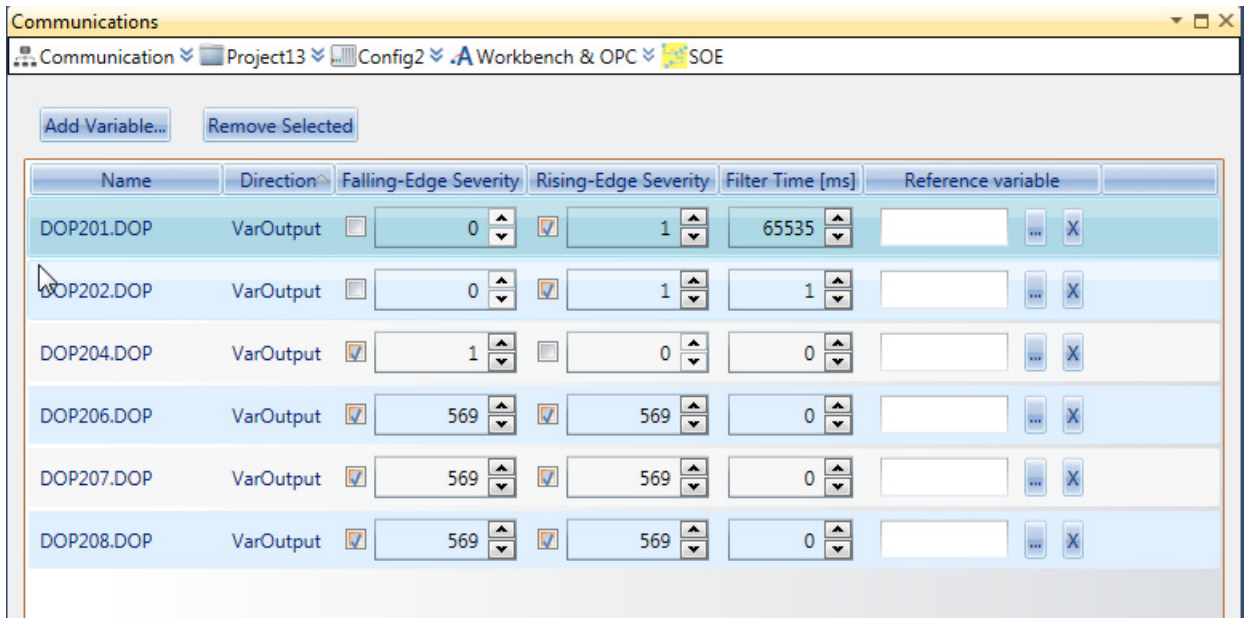 Communications
Communication Project13 Config2 Workbench & OPC SOE
Add Variable... Remove Selected
Name Direction Falling-Edge Severity Rising-Edge Severity Filter Time [ms] Reference variable
DOP201.DOP VarOutput 0 1 65535 ... X
DOP202.DOP VarOutput 0 1 1 ... X
DOP204.DOP VarOutput 1 0 0 ... X
DOP206.DOP VarOutput 569 569 0 ... X
DOP207.DOP VarOutput 569 569 0 ... X
DOP208.DOP VarOutput 569 569 0 ... X